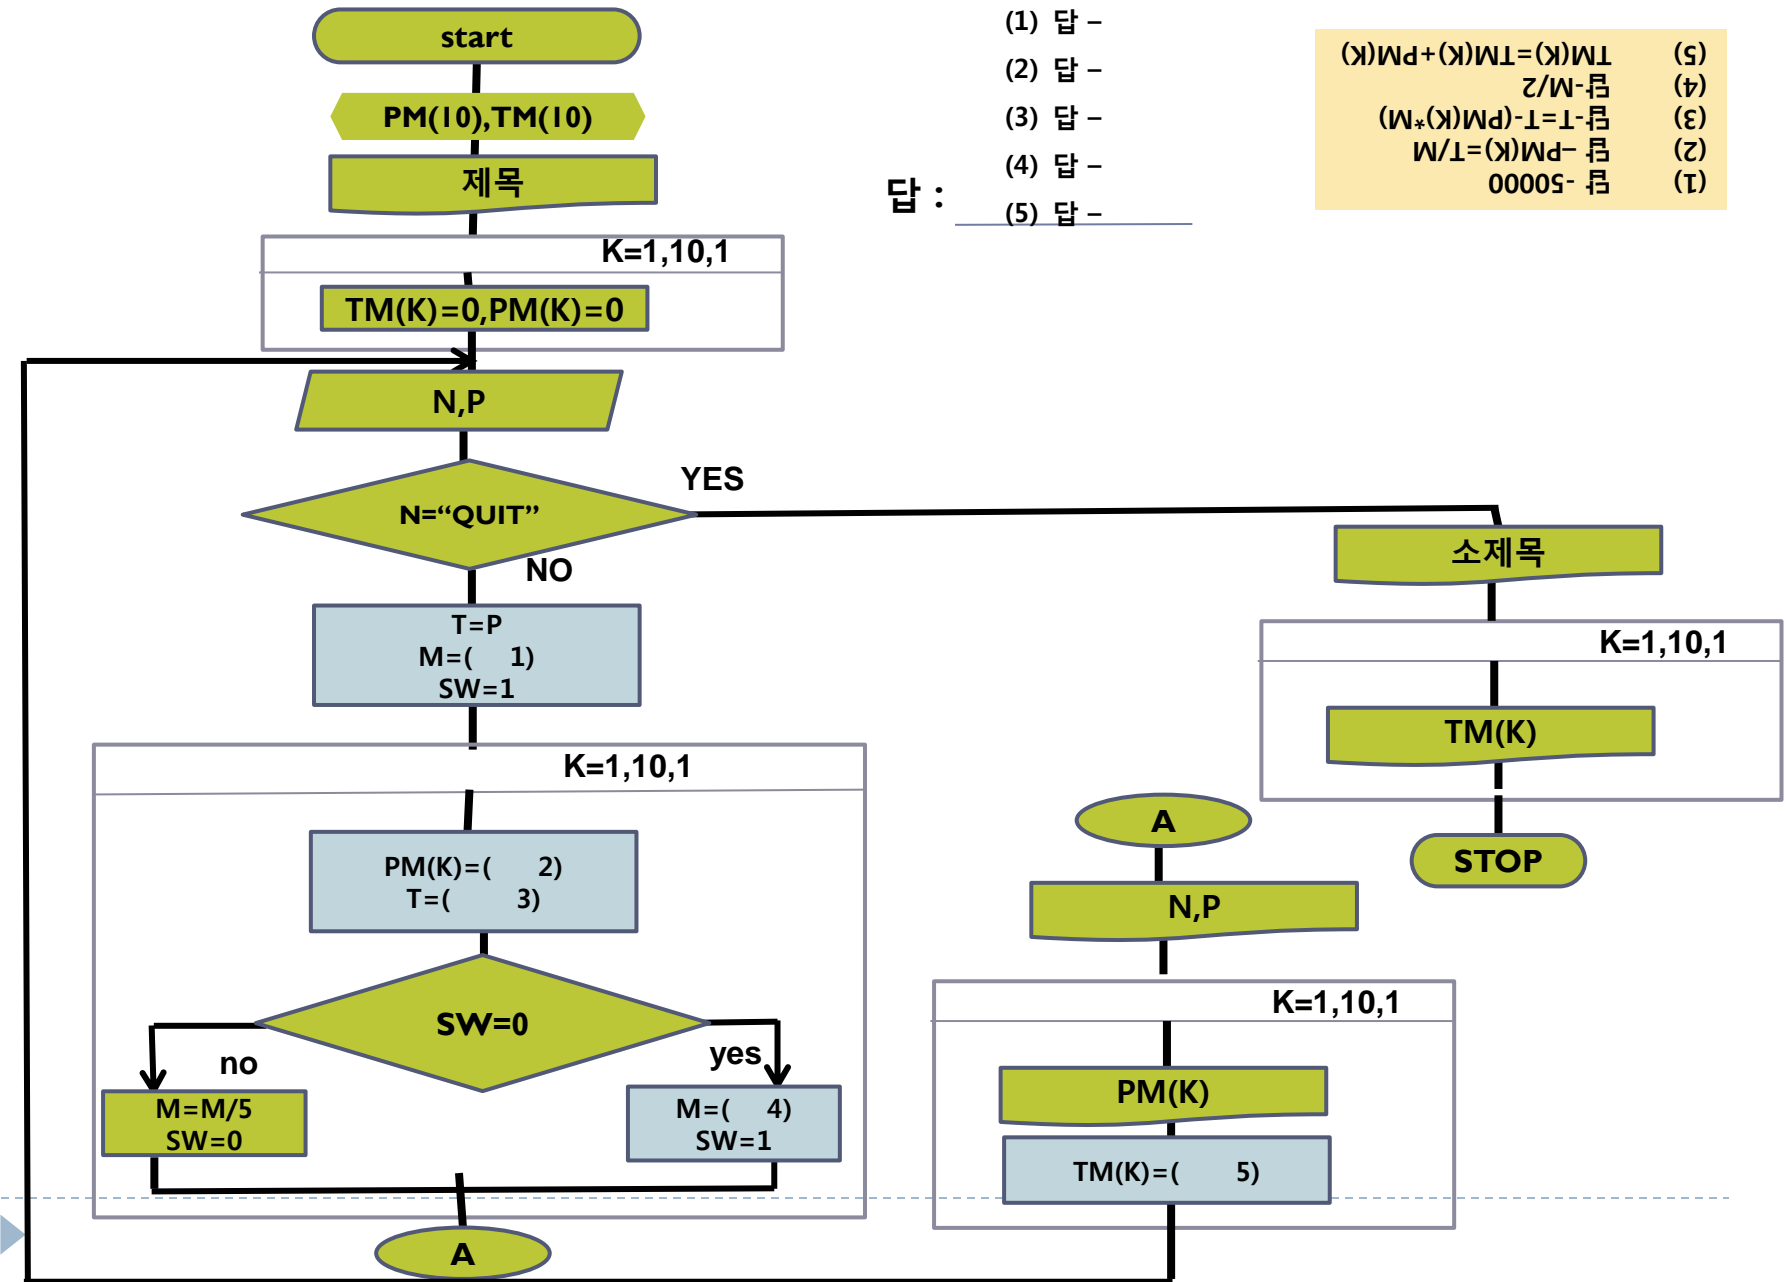 start
PM(10),TM(10)
제목
K=1,10,1
TM(K)=0,PM(K)=0
N,P
N=“QUIT”
YES
NO
T=P
M=( 1)
SW=1
K=1,10,1
PM(K)=( 2)
T=( 3)
SW=0
no
yes
M=M/5
SW=0
M=( 4)
SW=1
A
답 :
(1) 답 –
(2) 답 –
(3) 답 –
(4) 답 –
(5) 답 –
(1) 답 -50000
(2) 답 –PM(K)=T/M
(3) 답-T=T-(PM(K)*M)
(4) 답-M/2
(5) TM(K)=TM(K)+PM(K)
소제목
K=1,10,1
TM(K)
STOP
A
N,P
K=1,10,1
PM(K)
TM(K)=( 5)